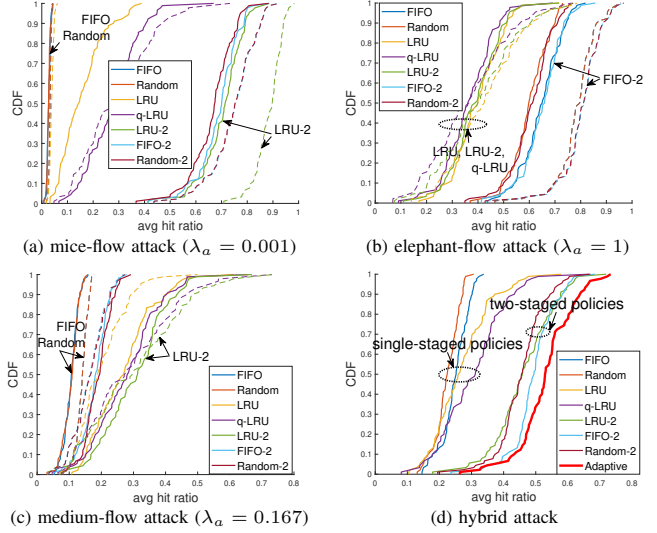 1
0.9
0.8
0.7
0.6
0.5
0.4
0.3
0.2
0.1
0
CDF
FIFO
Random
FIFO
Random
LRU
q-LRU
LRU-2
FIFO-2
Random-2
LRU-2
0 0.1 0.2 0.3 0.4 0.5 0.6 0.7 0.8 0.9 1
avg hit ratio
(a) mice-flow attack (λa = 0.001)
1
0.9
0.8
0.7
0.6
0.5
0.4
0.3
0.2
0.1
0
CDF
FIFO
Random
LRU
q-LRU
LRU-2
FIFO-2
Random-2
FIFO-2
LRU, LRU-2,
q-LRU
0 0.1 0.2 0.3 0.4 0.5 0.6 0.7 0.8 0.9 1
avg hit ratio
(b) elephant-flow attack (λa = 1)
1
0.9
0.8
0.7
0.6
0.5
0.4
0.3
0.2
0.1
0
CDF
FIFO
Random
LRU-2
FIFO
Random
LRU
q-LRU
LRU-2
FIFO-2
Random-2
0 0.1 0.2 0.3 0.4 0.5 0.6 0.7 0.8
avg hit ratio
(c) medium-flow attack (λa = 0.167)
1
0.9
0.8
0.7
0.6
0.5
0.4
0.3
0.2
0.1
0
CDF
two-staged policies
single-staged policies
FIFO
Random
LRU
q-LRU
LRU-2
FIFO-2
Random-2
Adaptive
0 0.1 0.2 0.3 0.4 0.5 0.6 0.7 0.8
avg hit ratio
(d) hybrid attack